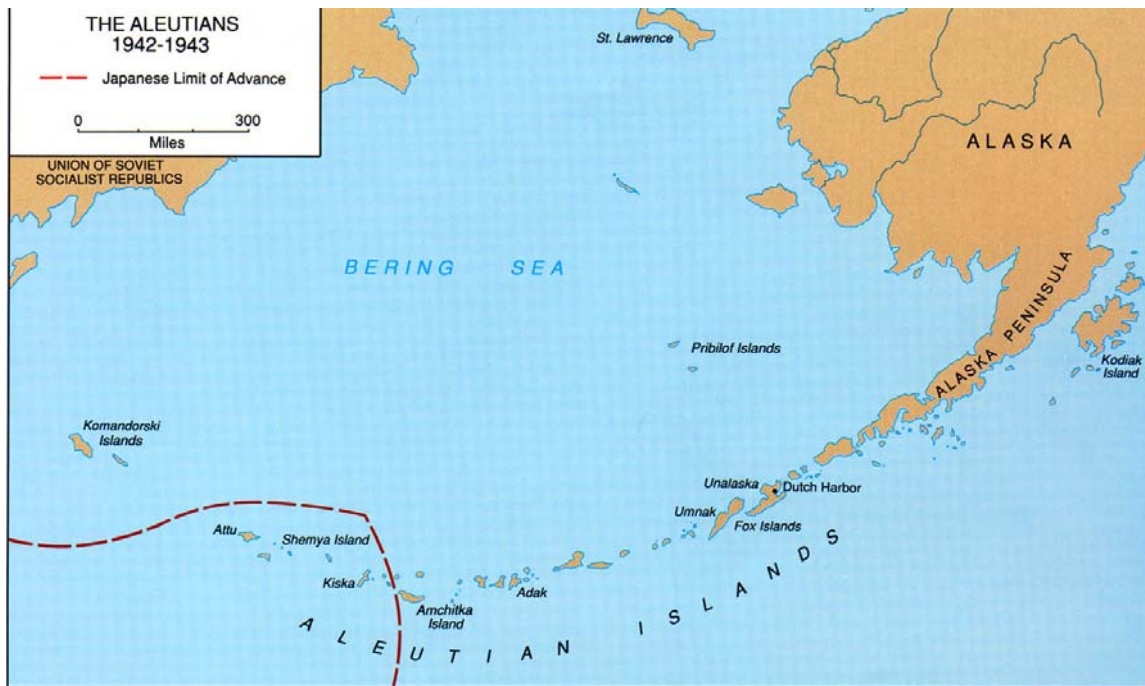 THE ALEUTIANS
1942-1943
Japanese Limit of Advance
0 300
Miles
UNION OF SOVIET
SOCIALIST REPUBLICS
St. Lawrence
ALASKA
BERING SEA
ALASKA PENINSULA
Pribilof Islands
Kodiak
Island
Komandorski
Islands
Unalaska
Dutch Harbor
Umnak
Fox Islands
Attu
Shemya Island
Kiska
Adak
Amchitka
Island
ALEUTIAN ISLANDS